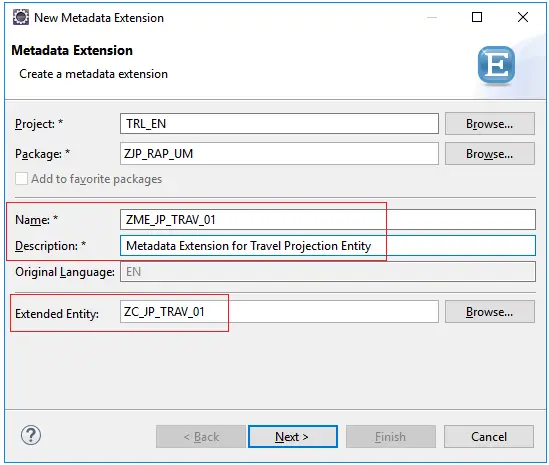 New Metadata Extension
Metadata Extension
Create a metadata extension
E
Project: * TRL_EN Browse...
Package: * ZJP_RAP_UM Browse...
Add to favorite packages
Name: * ZME_JP_TRAV_01
Description: * Metadata Extension for Travel Projection Entity
Original Language: EN
Extended Entity: ZC_JP_TRAV_01 Browse...
? < Back Next > Finish Cancel